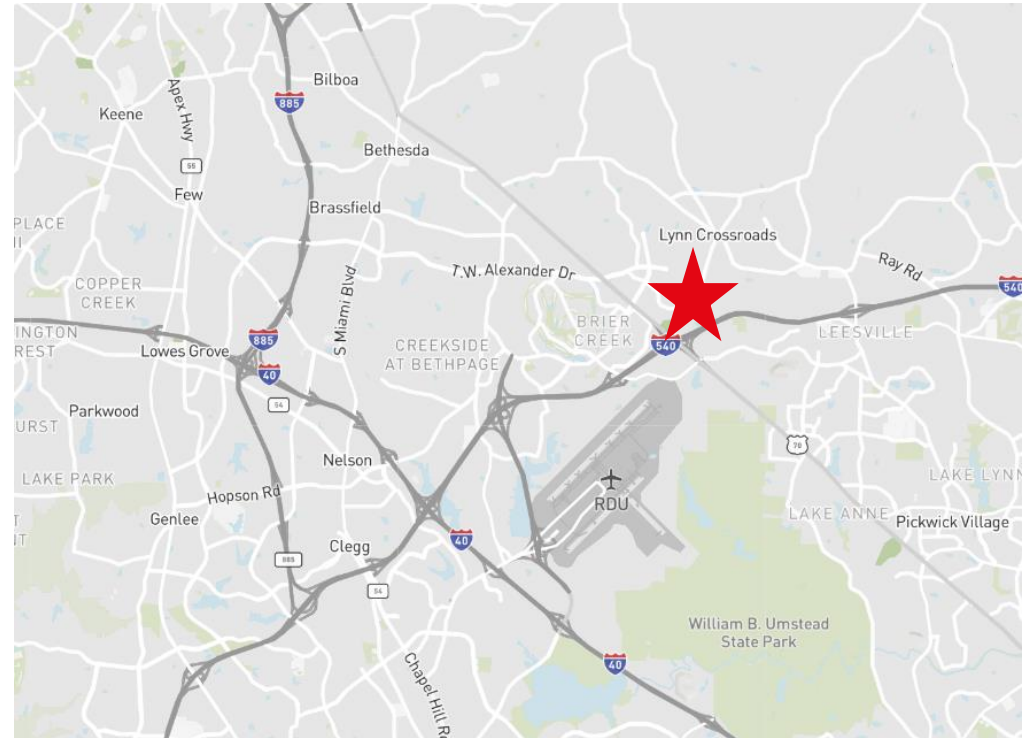 Bilboa
885
Keene
Apex Hwy
Bethesda
55
Few
Brassfield
PLACE
Lynn Crossroads
T.W. Alexander Dr
Ray Rd
COPPER
CREEK
540
S Miami Blvd
BRIER
CREEK
INGTON
REST
885
LEESVILLE
Lowes Grove
CREEKSIDE
AT BETHPAGE
540
40
54
Parkwood
URST
70
Nelson
LAKE PARK
LAKE LYNN
RDU
Hopson Rd
LAKE ANNE
Genlee
Pickwick Village
40
Clegg
885
54
William B. Umstead
State Park
40
Chapel Hill R